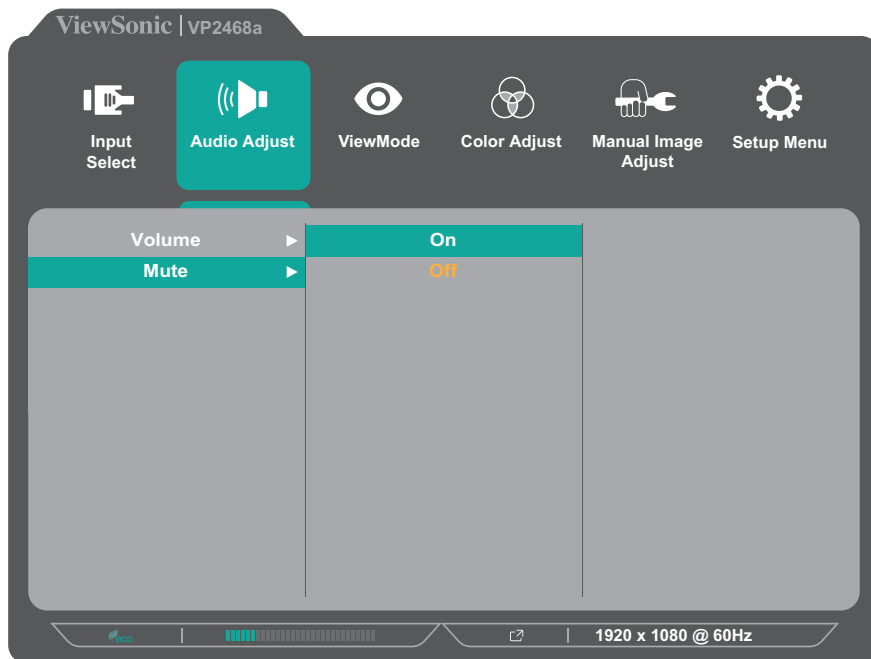 ViewSonic | VP2468a
Input
Select
Audio Adjust
ViewMode
Color Adjust
Manual Image
Adjust
Setup Menu
Volume
On
Mute
Off
eco
1920 x 1080 @ 60Hz